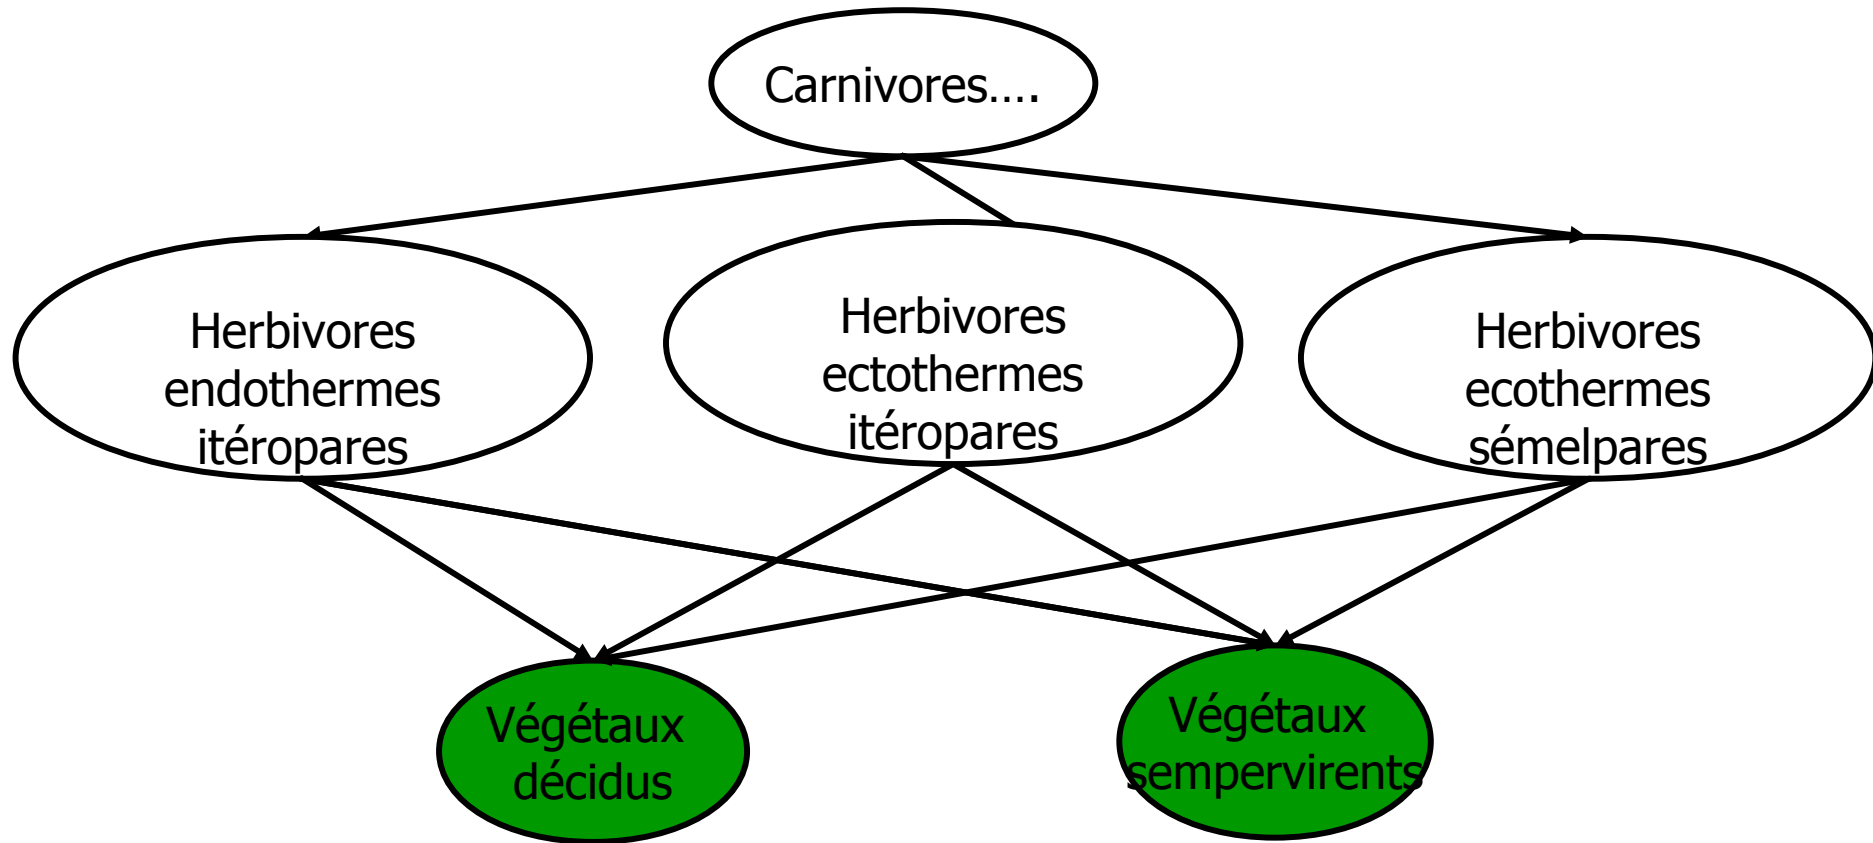 Carnivores....
Herbivores
endothermes
itéropares
Herbivores
ectothermes
itéropares
Herbivores
ecothermes
sémelpares
Végétaux
décidus
Végétaux
sempervirents